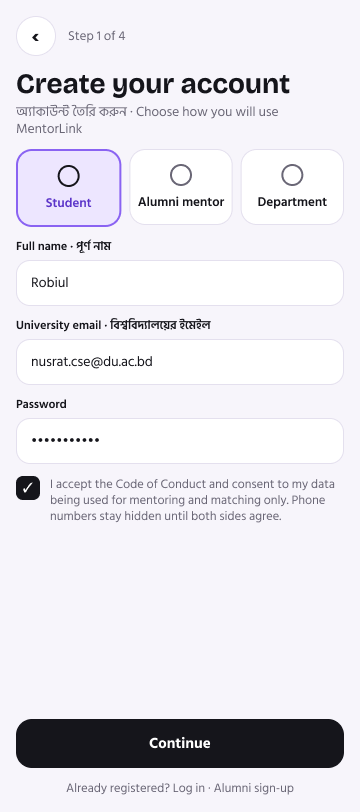 Step 1 of 4
Create your account
অ্যাকাউন্ট তৈরি করুন · Choose how you will use
MentorLink
Student
Alumni mentor
Department
Full name · পূর্ণ নাম
Robiul
University email · বিশ্ববিদ্যালয়ের ইমেইল
nusrat.cse@du.ac.bd
Password
•••••••••••
I accept the Code of Conduct and consent to my data
being used for mentoring and matching only. Phone
numbers stay hidden until both sides agree.
Continue
Already registered? Log in · Alumni sign-up